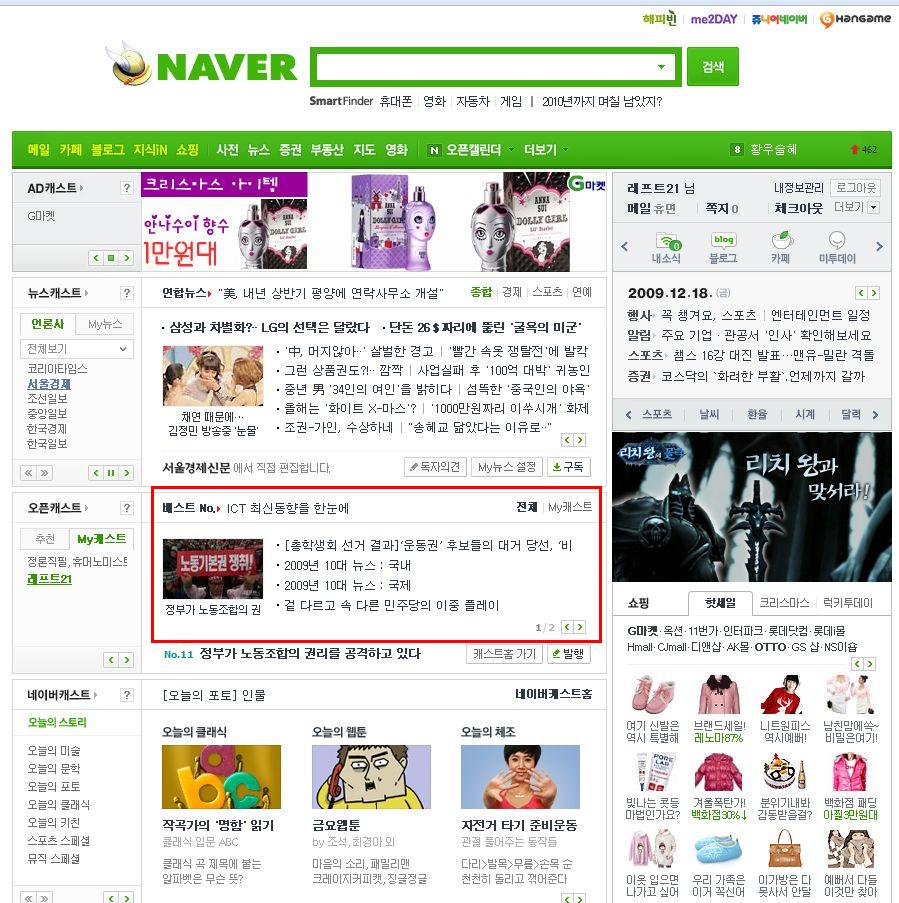 해피빈 me2DAY 쥬니어네이버 HANGAME
NAVER
검색
SmartFinder 휴대폰 영화 자동차 게임 2010년까지 며칠 남았지?
메일 카페 블로그 지식iN 쇼핑 사전 뉴스 증권 부동산 지도 영화 N 오픈캘린더 더보기
8 황우슬혜 462
AD캐스트 ?
G마켓
크리스마스 아이템
안나수이 향수
1만원대
ANNA SUI
DOLLY GIRL
G마켓
레프트21 님 내정보관리 로그아웃
메일 휴면 쪽지 0 체크아웃 더보기
0 blog
내소식 블로그 카페 미투데이
뉴스캐스트 ?
언론사 My뉴스
전체보기
코리아타임스
서울경제
조선일보
중앙일보
한국경제
한국일보
연합뉴스 "美, 내년 상반기 평양에 연락사무소 개설" 종합 경제 스포츠 연예
· 삼성과 차별화?‥ LG의 선택은 달랐다 · 단돈 26＄짜리에 뚫린 '굴욕의 미군'
· '中, 머지않아‥' 살벌한 경고 | '빨간 속옷 쟁탈전'에 발칵
· 그런 상품권도?!‥ 깜짝 | 사업실패 후 '100억 대박' 귀농인
· 중년 男 '34인의 여인'을 밝히다 | 섬뜩한 '중국인의 야욕'
· 올해는 '화이트 X-마스'? | '1000만원짜리 이쑤시개' 화제
· 조권-가인, 수상하네 | "송혜교 닮았다는 이유로‥"
채연 때문에…
김정민 방송중 '눈물'
서울경제신문 에서 직접 편집합니다. 독자의견 My뉴스 설정 구독
2009.12.18. (금)
행사 꼭 챙겨요, 스포츠 | 엔터테인먼트 일정
알림 주요 기업·관공서 '인사' 확인해보세요
스포츠 챔스 16강 대진 발표…맨유-밀란 격돌
증권 코스닥의 '화려한 부활'.언제까지 갈까
스포츠 날씨 환율 시계 달력
리치 왕과
맞서라!
오픈캐스트 ?
추천 My캐스트
정론직필, 휴머노미스트
레프트21
베스트 No. ICT 최신동향을 한눈에 전체 My캐스트
노동기본권 쟁취!
정부가 노동조합의 권
· [총학생회 선거 결과]'운동권' 후보들의 대거 당선, '비
· 2009년 10대 뉴스 : 국내
· 2009년 10대 뉴스 : 국제
· 겉 다르고 속 다른 민주당의 이중 플레이
1/2
No.11 정부가 노동조합의 권리를 공격하고 있다 캐스트홈 가기 발행
네이버캐스트 ?
오늘의 스토리
오늘의 미술
오늘의 문학
오늘의 포토
오늘의 클래식
오늘의 키친
스포츠 스페셜
뮤직 스페셜
[오늘의 포토] 인물 네이버캐스트홈
오늘의 클래식 오늘의 웹툰 오늘의 체조
abc
작곡가의 '명함' 읽기
클래식 입문 ABC
클래식 곡 제목에 붙는
알파벳은 무슨 뜻?
금요웹툰
by 조석, 최경아 외
마음의 소리, 패밀리맨
크레이지커피캣, 징글정글
자전거 타기 준비운동
관절 풀어주는 동작들
다리>발목>무릎>손목 순
천천히 돌리고 꺾어준다
쇼핑 핫세일 크리스마스 럭키투데이
G마켓·옥션·11번가·인터파크·롯데닷컴·롯데i몰
Hmall·CJmall·디앤샵·AK몰·OTTO·GS 샵·NS이숍
여기 신발은
역시 특별해
브랜드세일!
레노마87%
니트원피스
역시예뻐!
남친맘에쏙~
비밀은여기!
PORE LAB
빛나는 콧등
마법인가요?
겨울폭탄가!
백화점30%↓
분위기내봐
감동받을걸?
백화점 패딩
아찔3만원대
이옷 입으면
나가고 싶어
우리 가족은
이거 꼭신어
이가방은 다
못사서 안달
예뻐서 다들
이것만 찾아